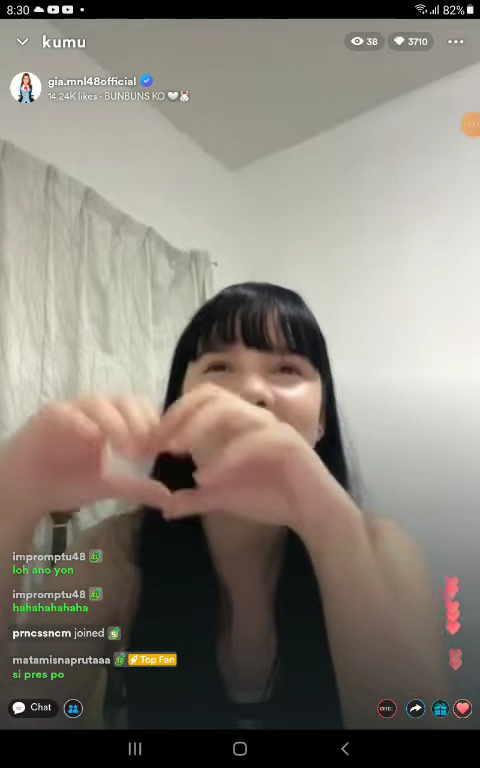 8:30
82%
kumu
38
3710
gia.mnl48official
14.24K likes · BUNBUNS KO
impromptu48
loh ano yon
impromptu48
hahahahahaha
prncssncm joined
matamisnaprutaaa Top Fan
si pres po
Chat